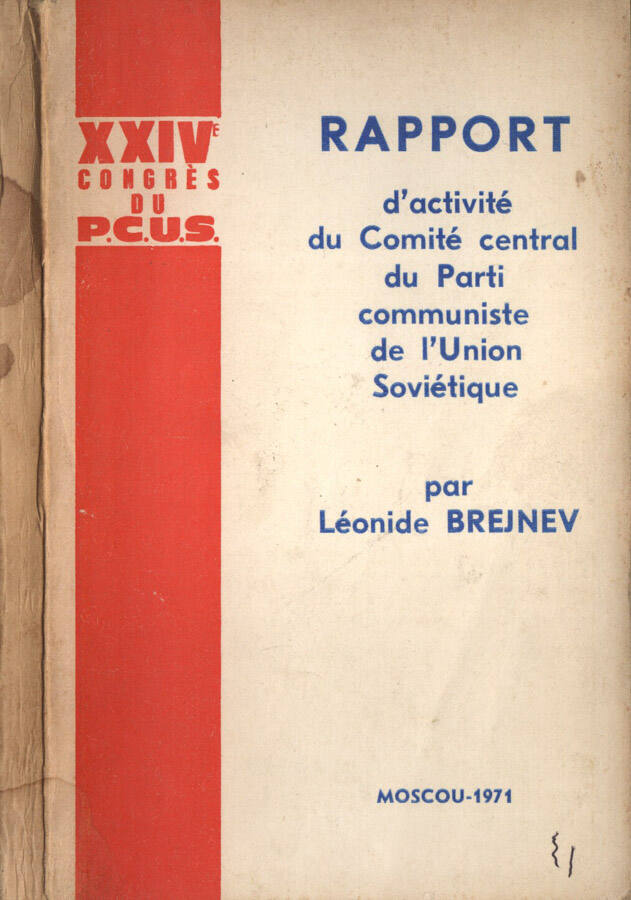 XXIVE
CONGRÈS
DU
P.C.U.S.
RAPPORT
d'activité
du Comité central
du Parti
communiste
de l'Union
Soviétique
par
Léonide BREJNEV
MOSCOU-1971